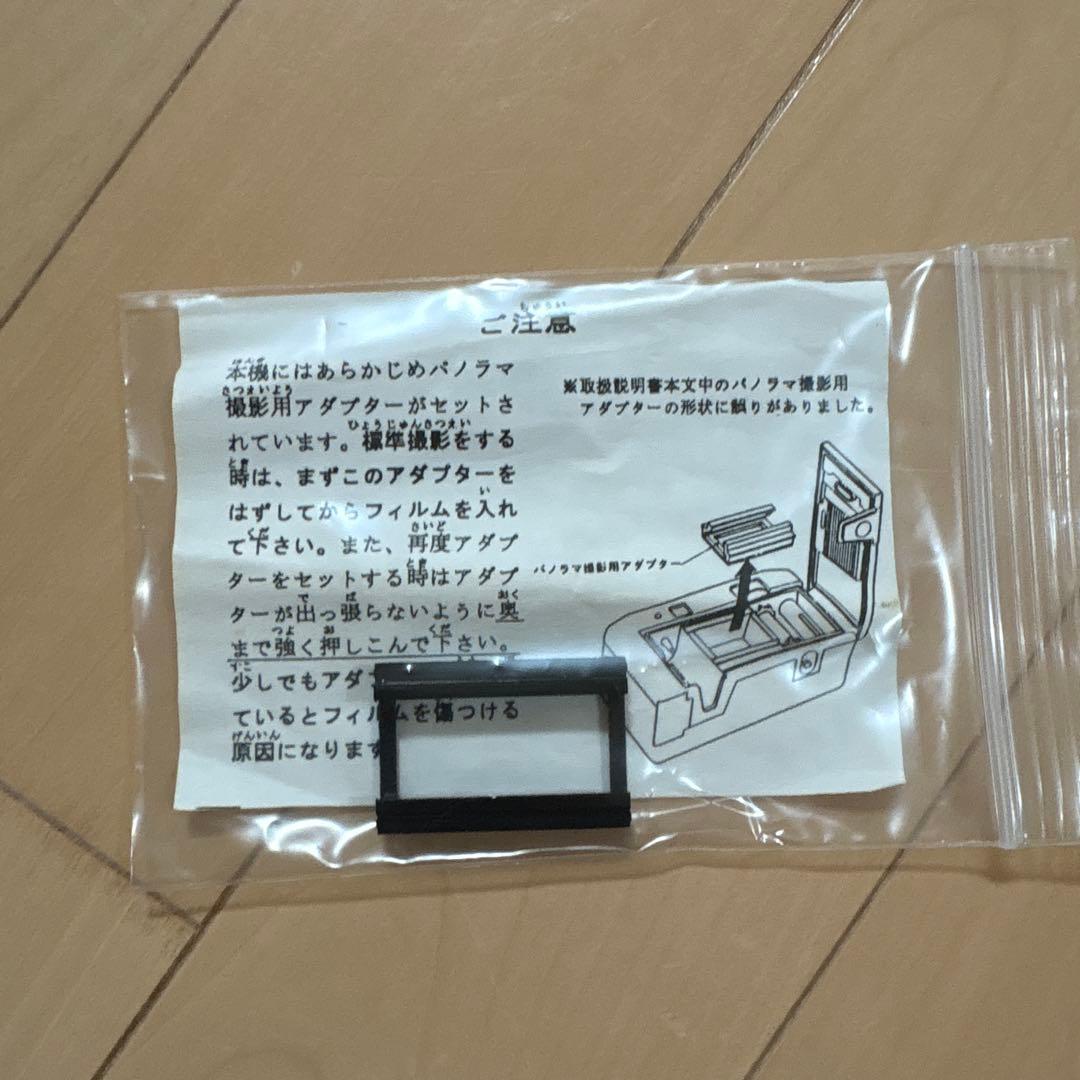 ご注意
本機にはあらかじめパノラマ
撮影用アダプターがセットさ
れています。標準撮影をする
時は、まずこのアダプターを
はずしてからフィルムを入れ
て下さい。また、再度アダプ
ターをセットする時はアダプ
ターが出っ張らないように奥
まで強く押しこんで下さい。
少しでもアダプ
ているとフィルムを傷つける
原因になります
※取扱説明書本文中のパノラマ撮影用
アダプターの形状に誤りがありました。
パノラマ撮影用アダプター